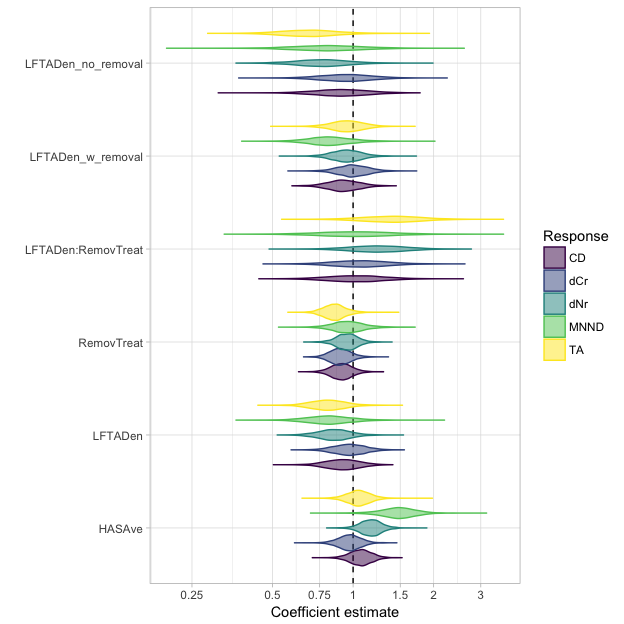 LFTADen_no_removal
LFTADen_w_removal
LFTADen:RemovTreat
RemovTreat
LFTADen
HASAve
0.25 0.5 0.75 1 1.5 2 3
Coefficient estimate
Response
CD
dCr
dNr
MNND
TA